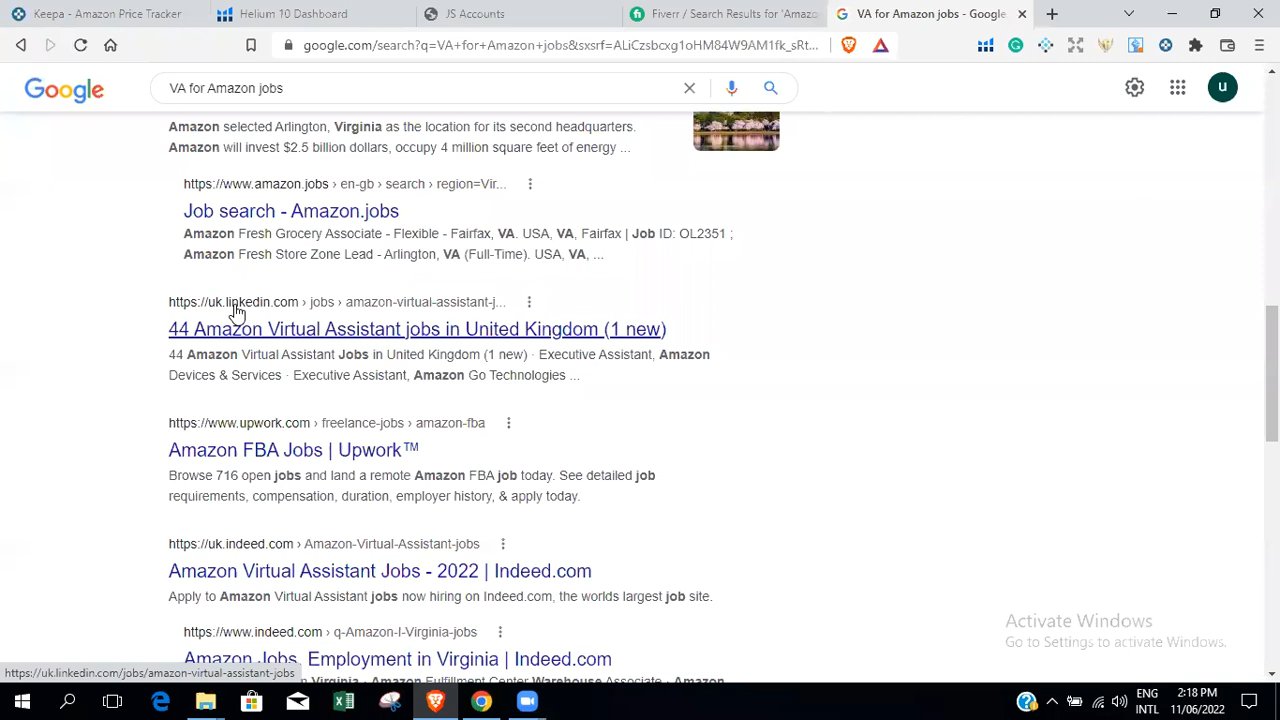 Keepa - Amazon Price Tracker
Helium 10 Dashboard
JS Accounts
Fiverr / Search Results for 'Amazo
VA for Amazon jobs - Google
google.com/search?q=VA+for+Amazon+jobs&sxsrf=ALiCzsbcxg1oHM84W9AM1fk_sRt...
Google
VA for Amazon jobs
u
Amazon selected Arlington, Virginia as the location for its second headquarters.
Amazon will invest $2.5 billion dollars, occupy 4 million square feet of energy ...
https://www.amazon.jobs › en-gb › search › region=Vir...
Job search - Amazon.jobs
Amazon Fresh Grocery Associate - Flexible - Fairfax, VA. USA, VA, Fairfax | Job ID: OL2351 ;
Amazon Fresh Store Zone Lead - Arlington, VA (Full-Time). USA, VA, ...
https://uk.linkedin.com › jobs › amazon-virtual-assistant-j...
44 Amazon Virtual Assistant jobs in United Kingdom (1 new)
44 Amazon Virtual Assistant Jobs in United Kingdom (1 new) · Executive Assistant, Amazon
Devices & Services · Executive Assistant, Amazon Go Technologies ...
https://www.upwork.com › freelance-jobs › amazon-fba
Amazon FBA Jobs | Upwork™
Browse 716 open jobs and land a remote Amazon FBA job today. See detailed job
requirements, compensation, duration, employer history, & apply today.
https://uk.indeed.com › Amazon-Virtual-Assistant-jobs
Amazon Virtual Assistant Jobs - 2022 | Indeed.com
Apply to Amazon Virtual Assistant jobs now hiring on Indeed.com, the worlds largest job site.
https://www.indeed.com › q-Amazon-l-Virginia-jobs
Amazon Jobs, Employment in Virginia | Indeed.com
Virginia · Amazon Fulfillment Center Warehouse Associate · Amazon
Activate Windows
Go to Settings to activate Windows.
https://uk.linkedin.com/jobs/amazon-virtual-assistant-jobs
ENG
INTL
2:18 PM
11/06/2022